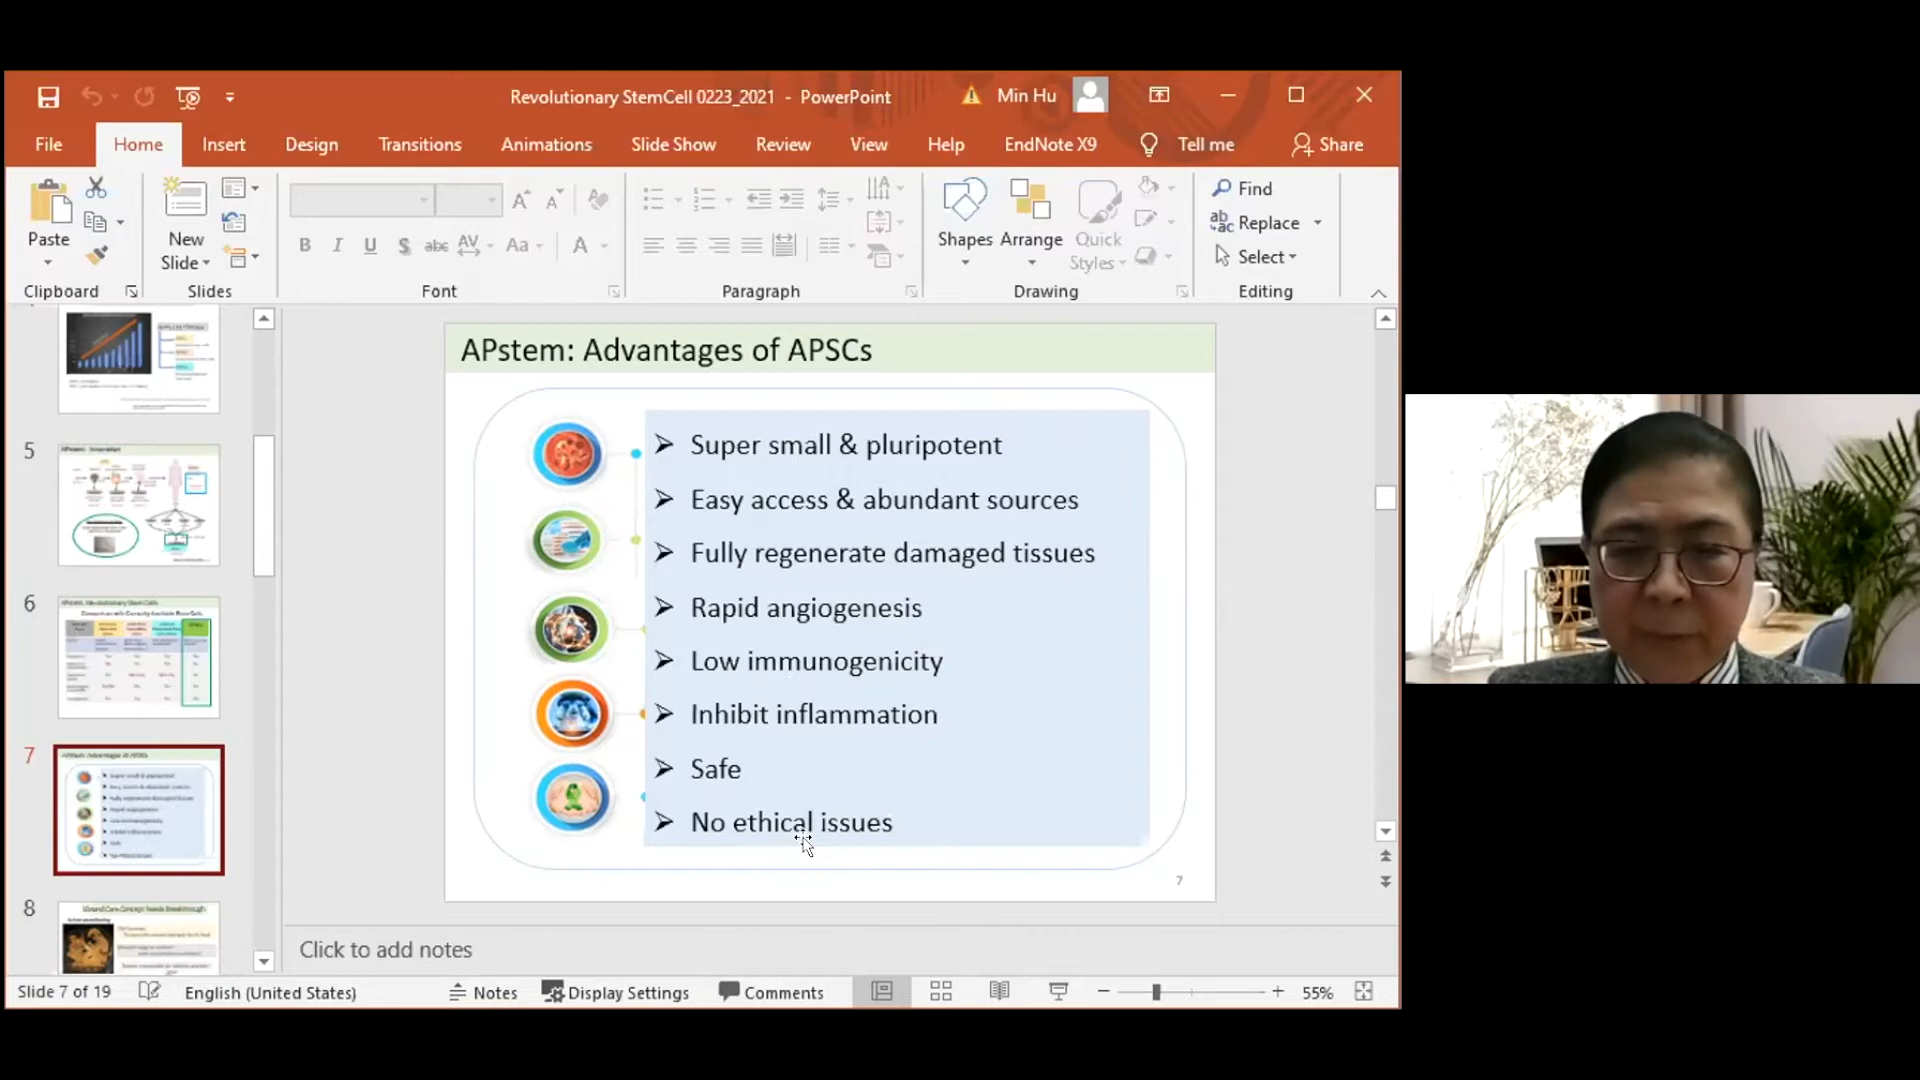 Revolutionary StemCell 0223_2021 - PowerPoint
Min Hu
File Home Insert Design Transitions Animations Slide Show Review View Help EndNote X9 Tell me Share
Paste
New
Slide
B I U S abc AV Aa A
Shapes Arrange Quick
Styles
Find
Replace
Select
Clipboard Slides Font Paragraph Drawing Editing
5
6
7
8
APstem: Advantages of APSCs
Super small & pluripotent
Easy access & abundant sources
Fully regenerate damaged tissues
Rapid angiogenesis
Low immunogenicity
Inhibit inflammation
Safe
No ethical issues
7
Click to add notes
Slide 7 of 19 English (United States) Notes Display Settings Comments 55%